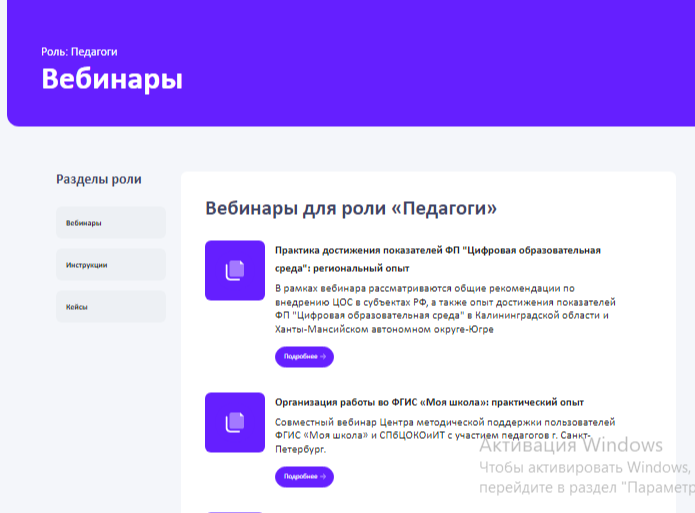 Роль: Педагоги
Вебинары
Разделы роли
Вебинары
Инструкции
Кейсы
Вебинары для роли «Педагоги»
Практика достижения показателей ФП "Цифровая образовательная
среда": региональный опыт
В рамках вебинара рассматриваются общие рекомендации по
внедрению ЦОС в субъектах РФ, а также опыт достижения показателей
ФП "Цифровая образовательная среда" в Калининградской области и
Ханты-Мансийском автономном округе-Югре
Подробнее →
Организация работы во ФГИС «Моя школа»: практический опыт
Совместный вебинар Центра методической поддержки пользователей
ФГИС «Моя школа» и СПбЦОКОиИТ с участием педагогов г. Санкт-
Петербург.
Подробнее →
Активация Windows
Чтобы активировать Windows,
перейдите в раздел "Параметр